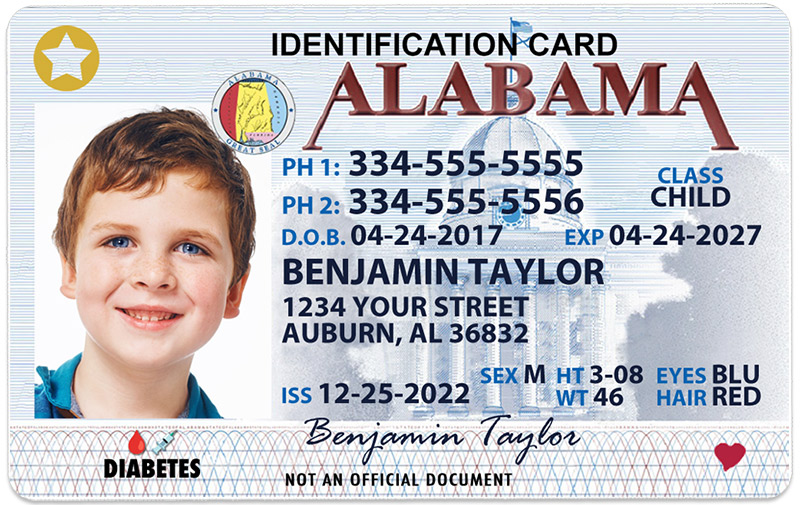 IDENTIFICATION CARD
ALABAMA
ALABAMA
GREAT SEAL
PH 1: 334-555-5555
PH 2: 334-555-5556
CLASS
CHILD
D.O.B. 04-24-2017 EXP 04-24-2027
BENJAMIN TAYLOR
1234 YOUR STREET
AUBURN, AL 36832
SEX M HT 3-08 EYES BLU
ISS 12-25-2022 WT 46 HAIR RED
Benjamin Taylor
DIABETES
NOT AN OFFICIAL DOCUMENT